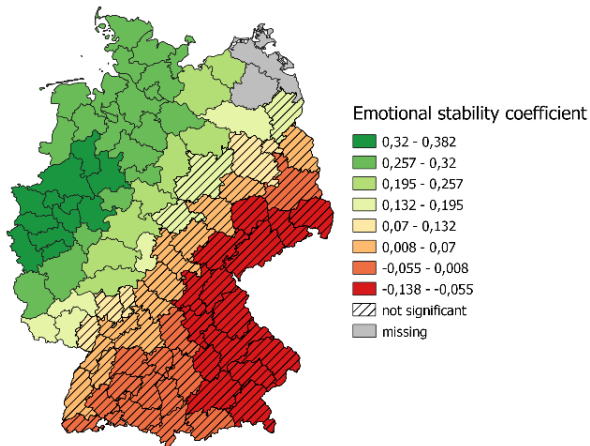 Emotional stability coefficient
0,32 - 0,382
0,257 - 0,32
0,195 - 0,257
0,132 - 0,195
0,07 - 0,132
0,008 - 0,07
-0,055 - 0,008
-0,138 - -0,055
not significant
missing